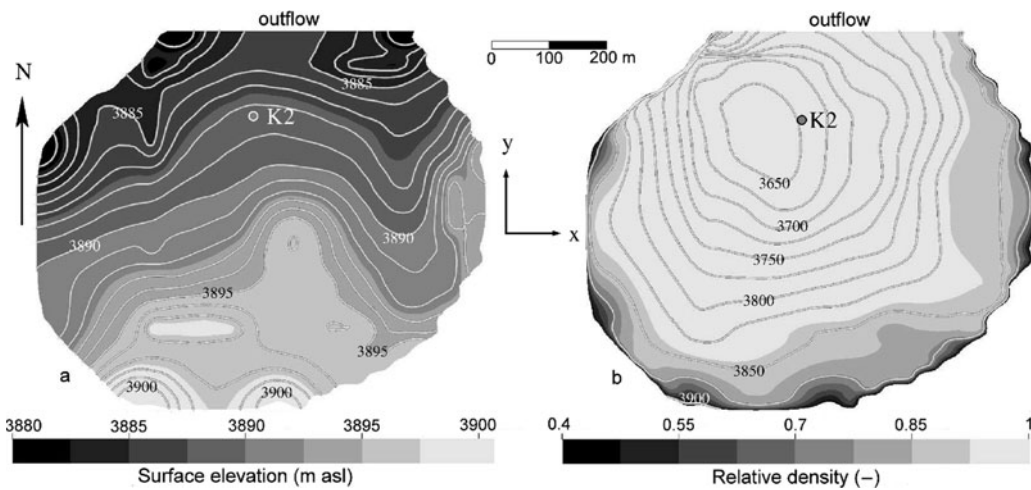 outflow
outflow
0 100 200 m
N
3885
3885
K2
K2
y
x
3650
3700
3750
3800
3850
3900
3890
3890
3895
3895
3900
3900
a
b
3880 3885 3890 3895 3900
Surface elevation (m asl)
0.4 0.55 0.7 0.85 1
Relative density (–)